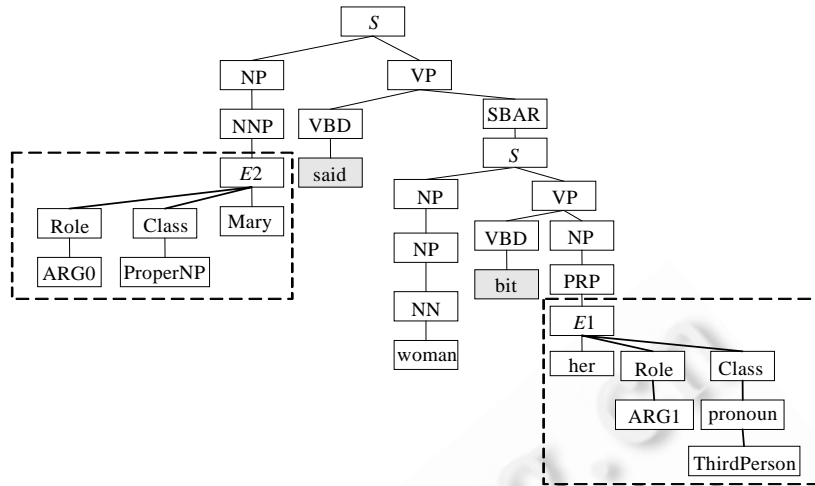 S
NP VP
NNP VBD SBAR
E2 said S
NP VP
Role Class Mary
VBD NP
NP
ARG0 ProperNP
bit PRP
NN
E1
woman her Role Class
ARG1 pronoun
ThirdPerson